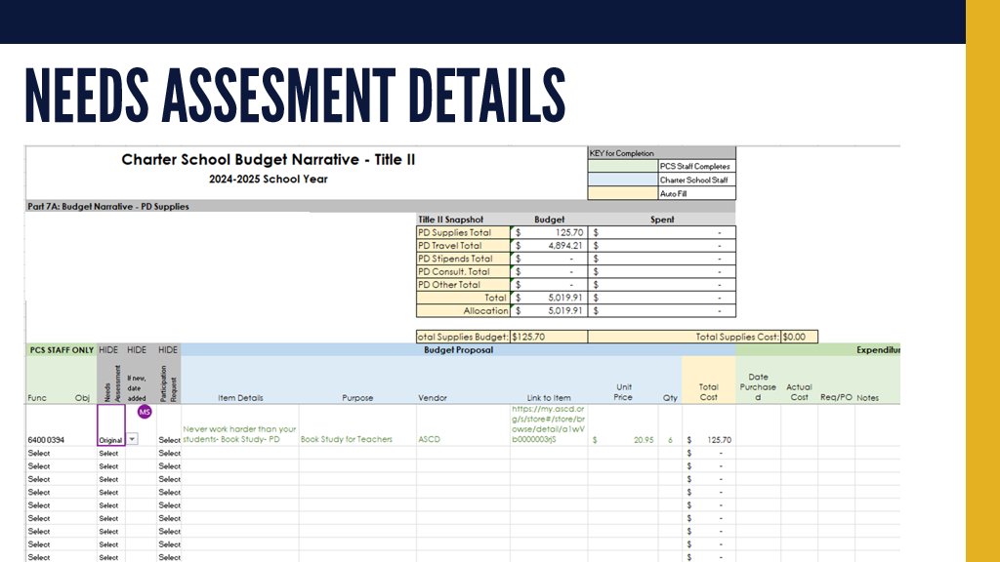 NEEDS ASSESMENT DETAILS
Charter School Budget Narrative - Title II
2024-2025 School Year
KEY for Completion
PCS Staff Completes
Charter School Staff
Auto Fill
Part 7A: Budget Narrative - PD Supplies
Title II Snapshot Budget Spent
PD Supplies Total $ 125.70 $ -
PD Travel Total $ 4,894.21 $ -
PD Stipends Total $ - $ -
PD Consult. Total $ - $ -
PD Other Total $ - $ -
Total $ 5,019.91 $ -
Allocation $ 5,019.91 $ -
otal Supplies Budget: $125.70 Total Supplies Cost: $0.00
PCS STAFF ONLY HIDE HIDE HIDE Budget Proposal Expenditur
Func Obj
Needs
Assessment
If new,
date
added
Participation
Request
Item Details
Purpose
Vendor
Link to Item
Unit
Price
Qty
Total
Cost
Date
Purchase
d
Actual
Cost
Req/PO
Notes
MS
6400 0394 Original Select
Never work harder than your
students- Book Study- PD
Book Study for Teachers
ASCD
https://my.ascd.or
g/s/store#/store/br
owse/detail/a1wV
$ 20.95 6 $ 125.70
Select Select Select $ -
Select Select Select $ -
Select Select Select $ -
Select Select Select $ -
Select Select Select $ -
Select Select Select $ -
Select Select Select $ -
Select Select Select $ -
Select Select Select $ -